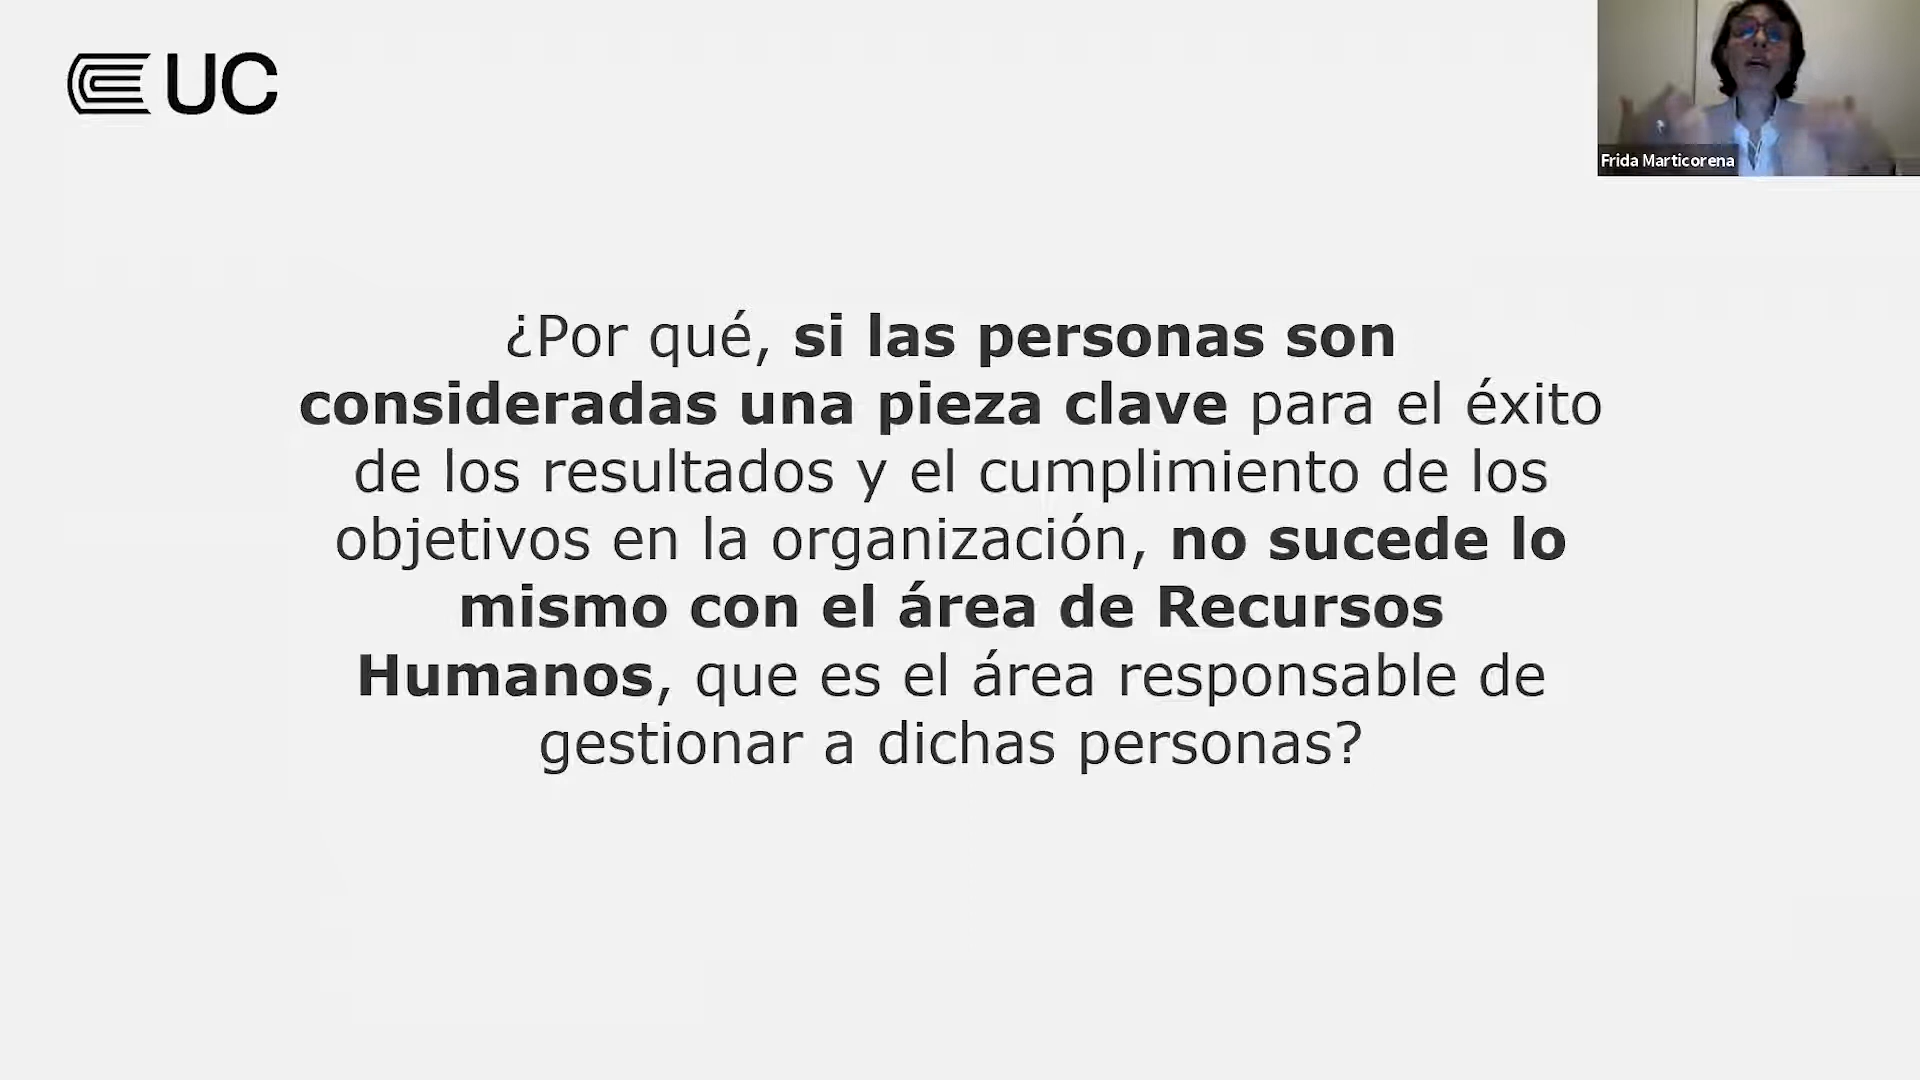 UC
Frida Marticorena
¿Por qué, si las personas son
consideradas una pieza clave para el éxito
de los resultados y el cumplimiento de los
objetivos en la organización, no sucede lo
mismo con el área de Recursos
Humanos, que es el área responsable de
gestionar a dichas personas?